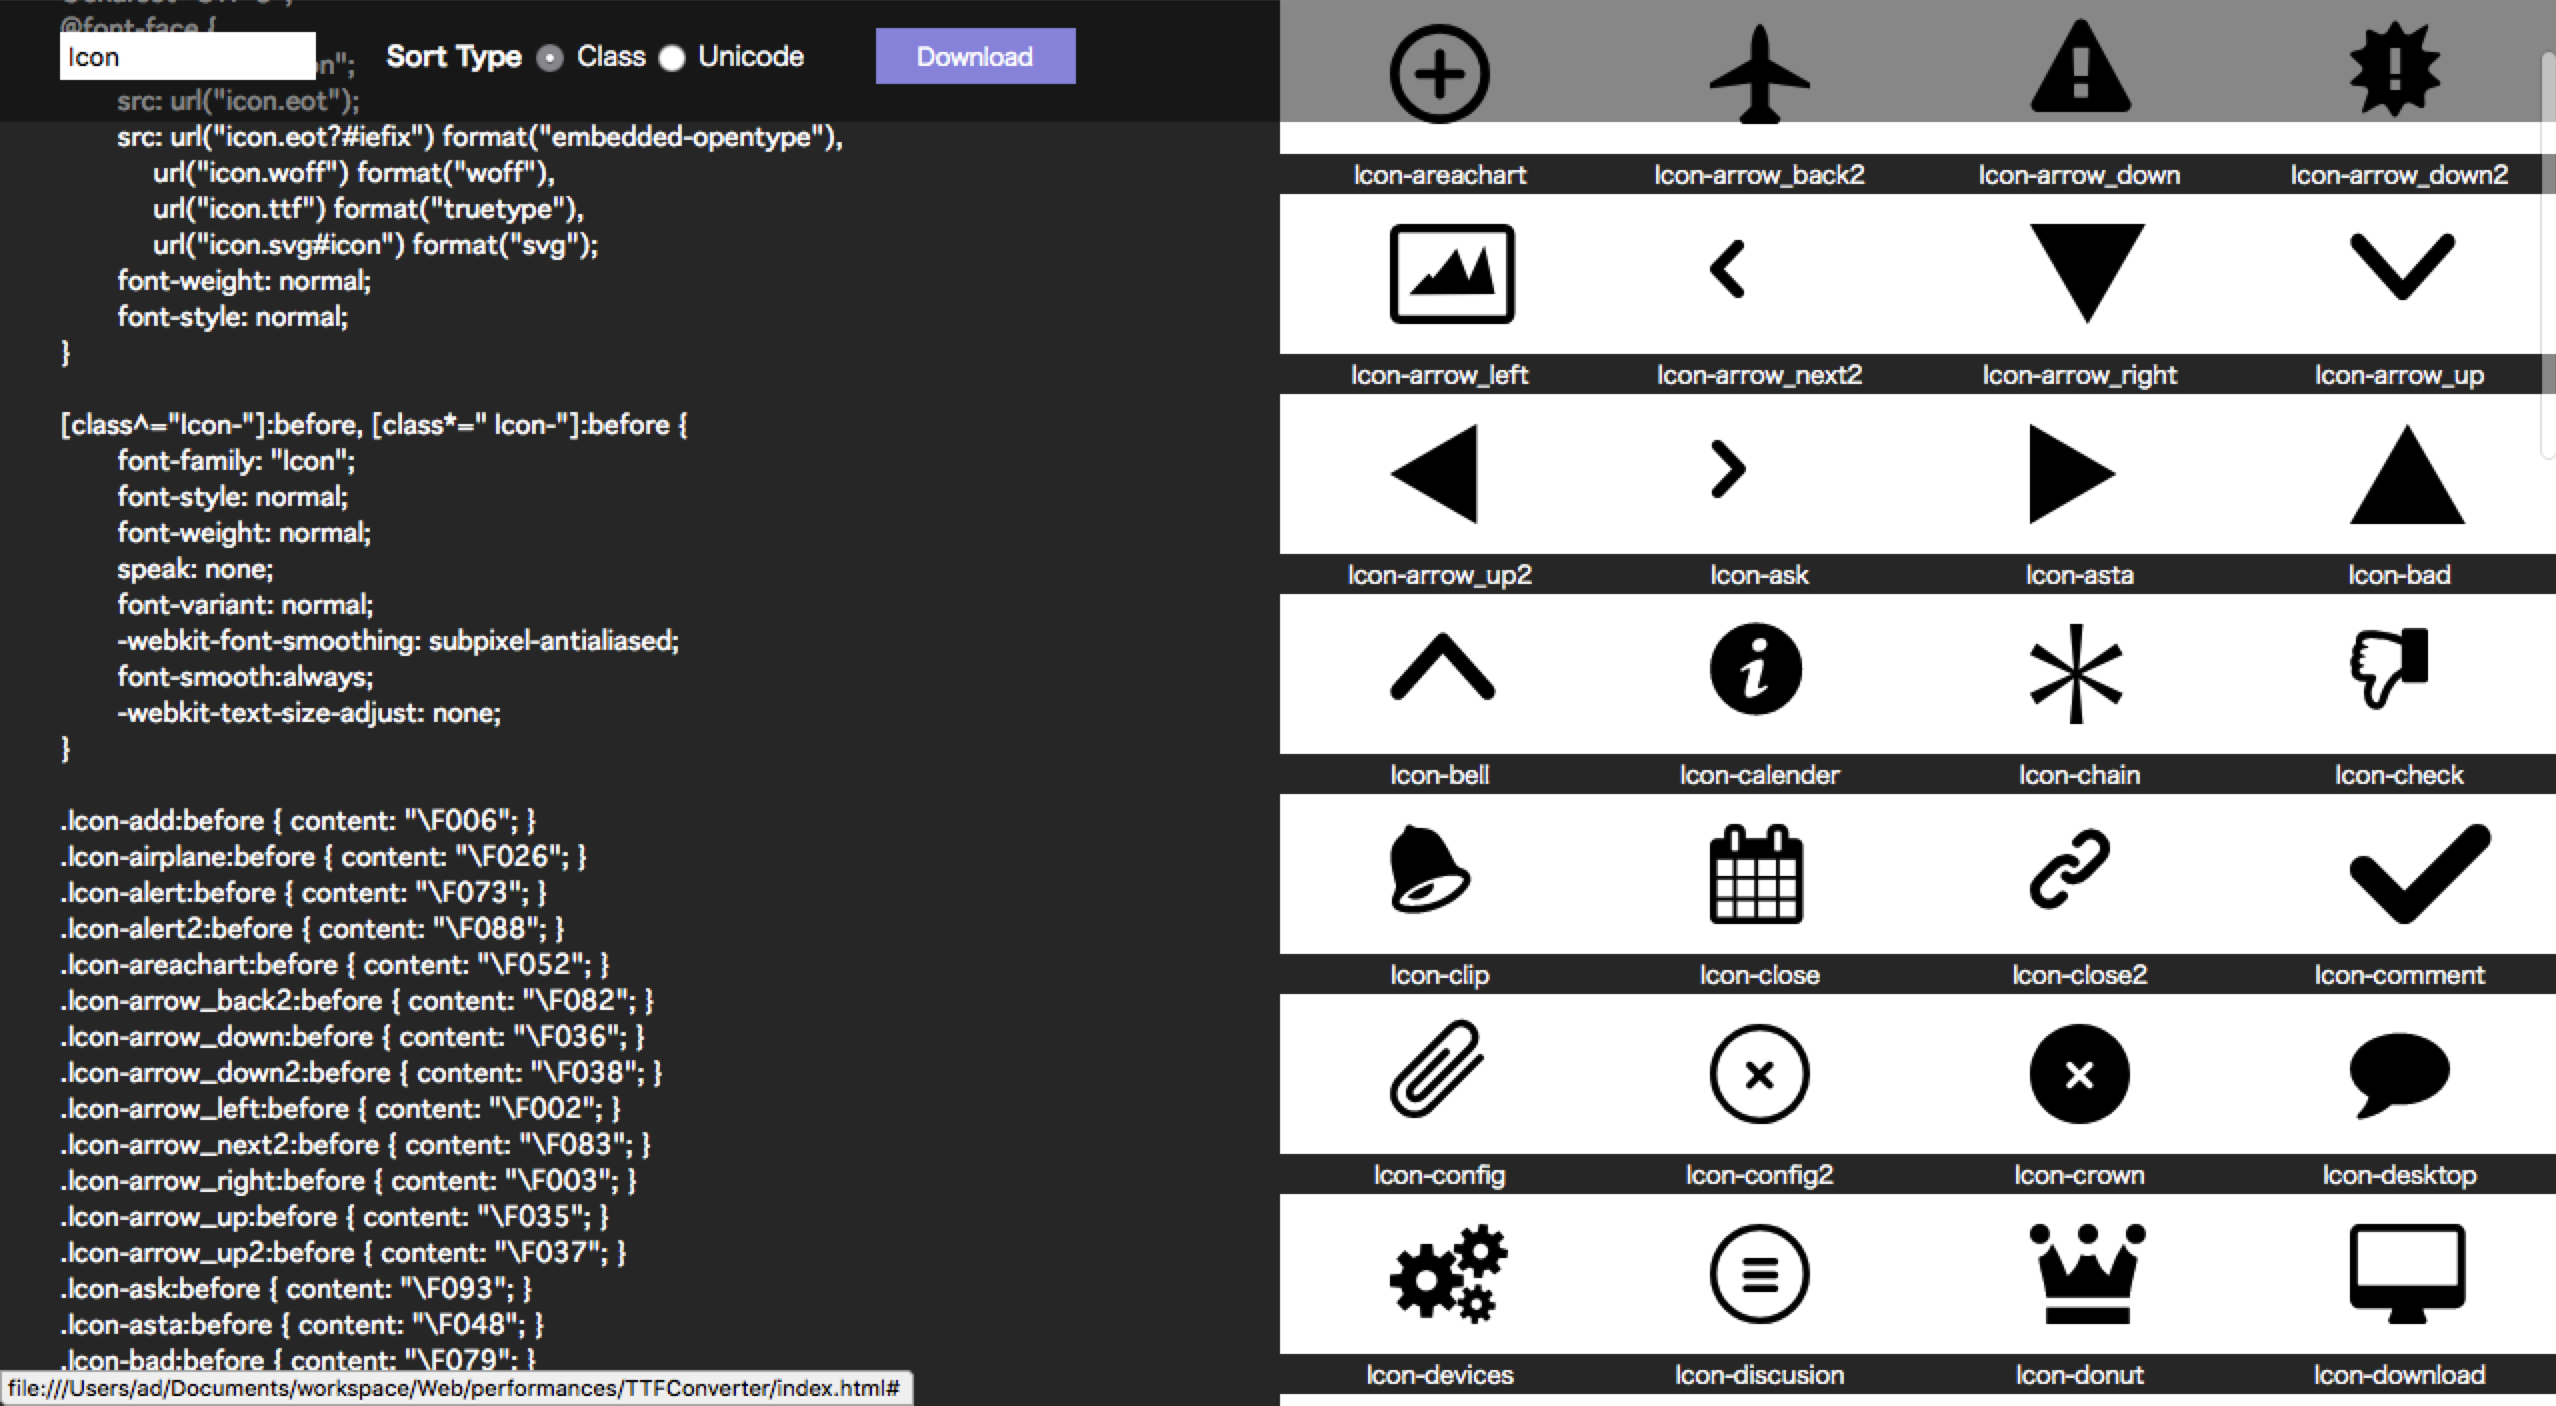 @font-face {
Icon
Sort Type Class Unicode Download
src: url("icon.eot");
src: url("icon.eot?#iefix") format("embedded-opentype"),
url("icon.woff") format("woff"),
url("icon.ttf") format("truetype"),
url("icon.svg#icon") format("svg");
font-weight: normal;
font-style: normal;
}
[class^="Icon-"]:before, [class*=" Icon-"]:before {
font-family: "Icon";
font-style: normal;
font-weight: normal;
speak: none;
font-variant: normal;
-webkit-font-smoothing: subpixel-antialiased;
font-smooth:always;
-webkit-text-size-adjust: none;
}
.Icon-add:before { content: "\F006"; }
.Icon-airplane:before { content: "\F026"; }
.Icon-alert:before { content: "\F073"; }
.Icon-alert2:before { content: "\F088"; }
.Icon-areachart:before { content: "\F052"; }
.Icon-arrow_back2:before { content: "\F082"; }
.Icon-arrow_down:before { content: "\F036"; }
.Icon-arrow_down2:before { content: "\F038"; }
.Icon-arrow_left:before { content: "\F002"; }
.Icon-arrow_next2:before { content: "\F083"; }
.Icon-arrow_right:before { content: "\F003"; }
.Icon-arrow_up:before { content: "\F035"; }
.Icon-arrow_up2:before { content: "\F037"; }
.Icon-ask:before { content: "\F093"; }
.Icon-asta:before { content: "\F048"; }
.Icon-bad:before { content: "\F079"; }
file:///Users/ad/Documents/workspace/Web/performances/TTFConverter/index.html#
Icon-areachart Icon-arrow_back2 Icon-arrow_down Icon-arrow_down2
Icon-arrow_left Icon-arrow_next2 Icon-arrow_right Icon-arrow_up
Icon-arrow_up2 Icon-ask Icon-asta Icon-bad
Icon-bell Icon-calender Icon-chain Icon-check
Icon-clip Icon-close Icon-close2 Icon-comment
Icon-config Icon-config2 Icon-crown Icon-desktop
Icon-devices Icon-discusion Icon-donut Icon-download